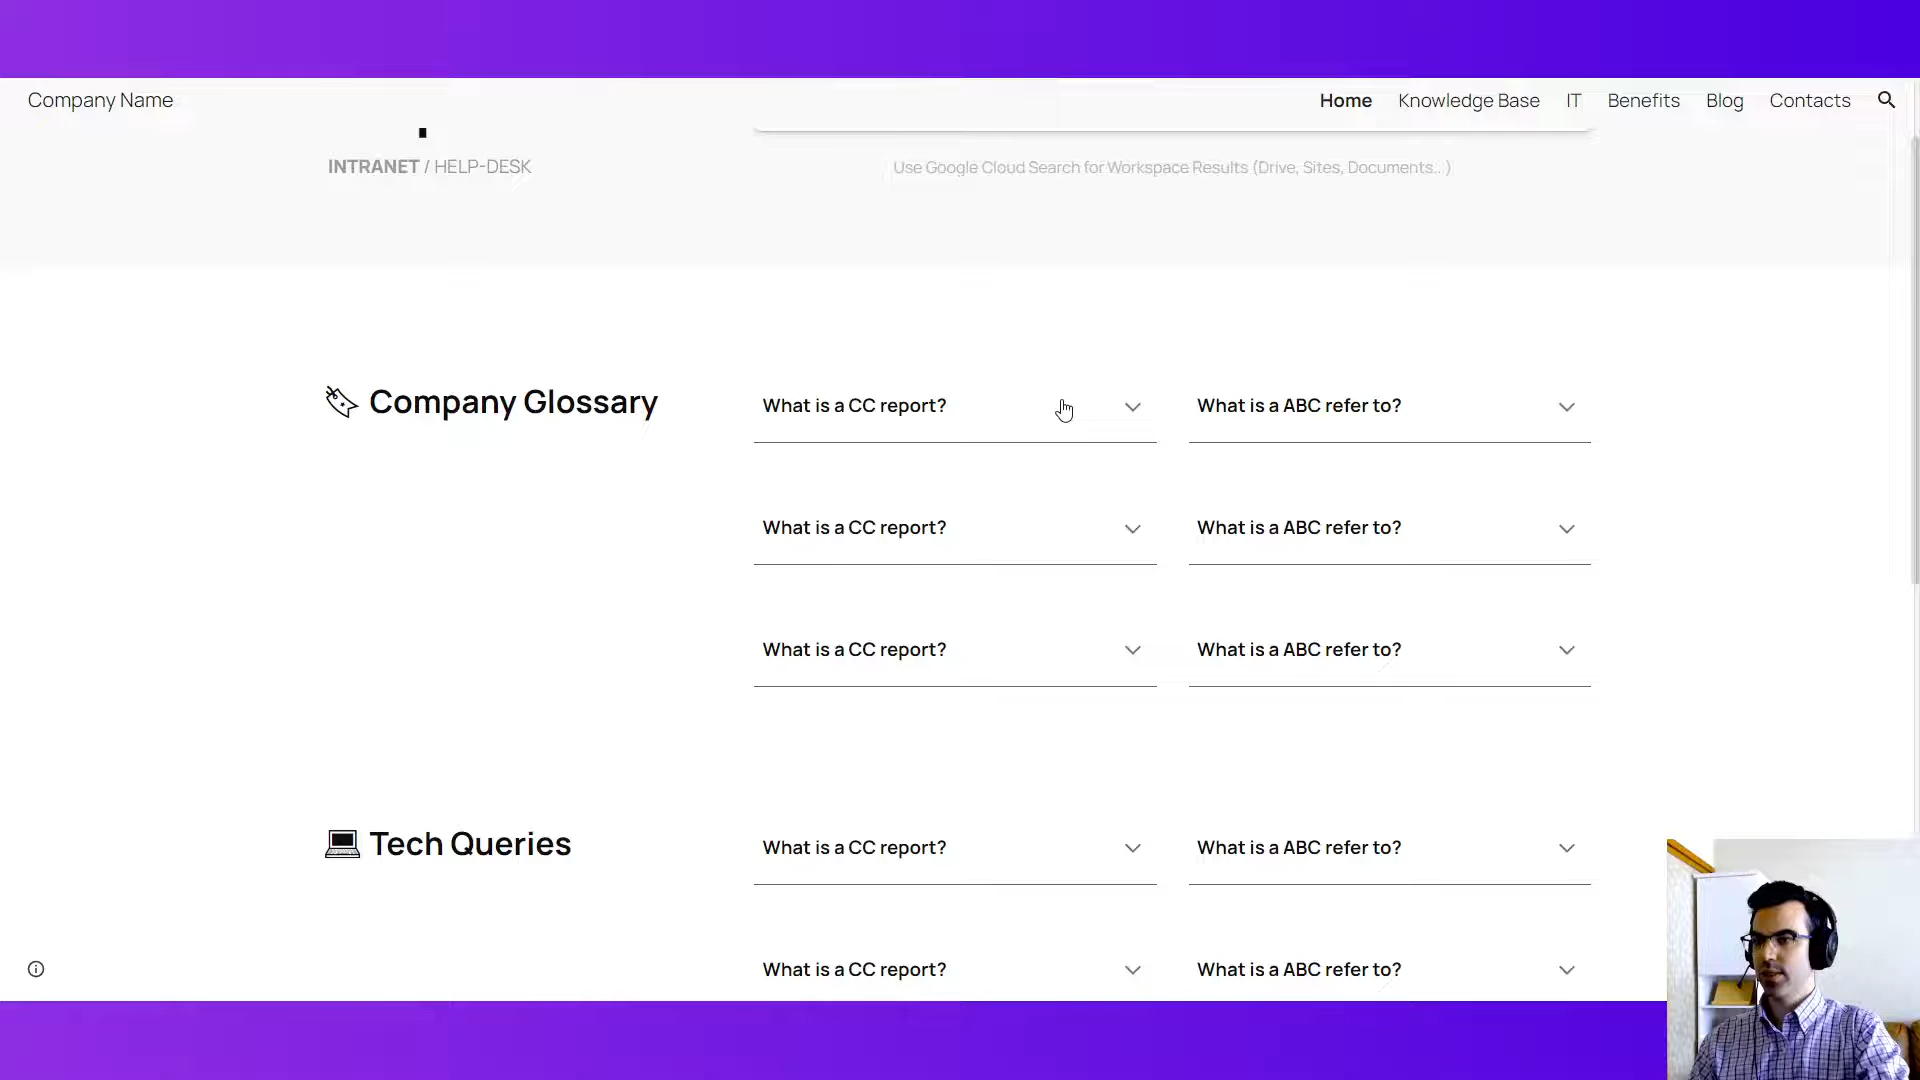 Company Name
Home Knowledge Base IT Benefits Blog Contacts
INTRANET / HELP-DESK
Use Google Cloud Search for Workspace Results (Drive, Sites, Documents...)
Company Glossary
What is a CC report? What is a ABC refer to?
What is a CC report? What is a ABC refer to?
What is a CC report? What is a ABC refer to?
Tech Queries
What is a CC report? What is a ABC refer to?
What is a CC report? What is a ABC refer to?